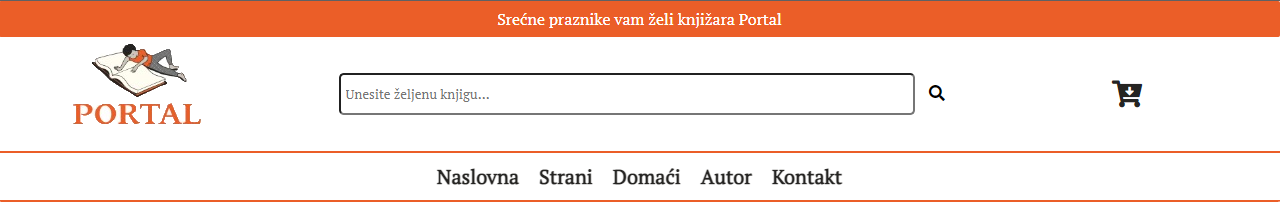 Srećne praznike vam želi knjižara Portal
PORTAL
Unesite željenu knjigu...
Naslovna Strani Domaći Autor Kontakt